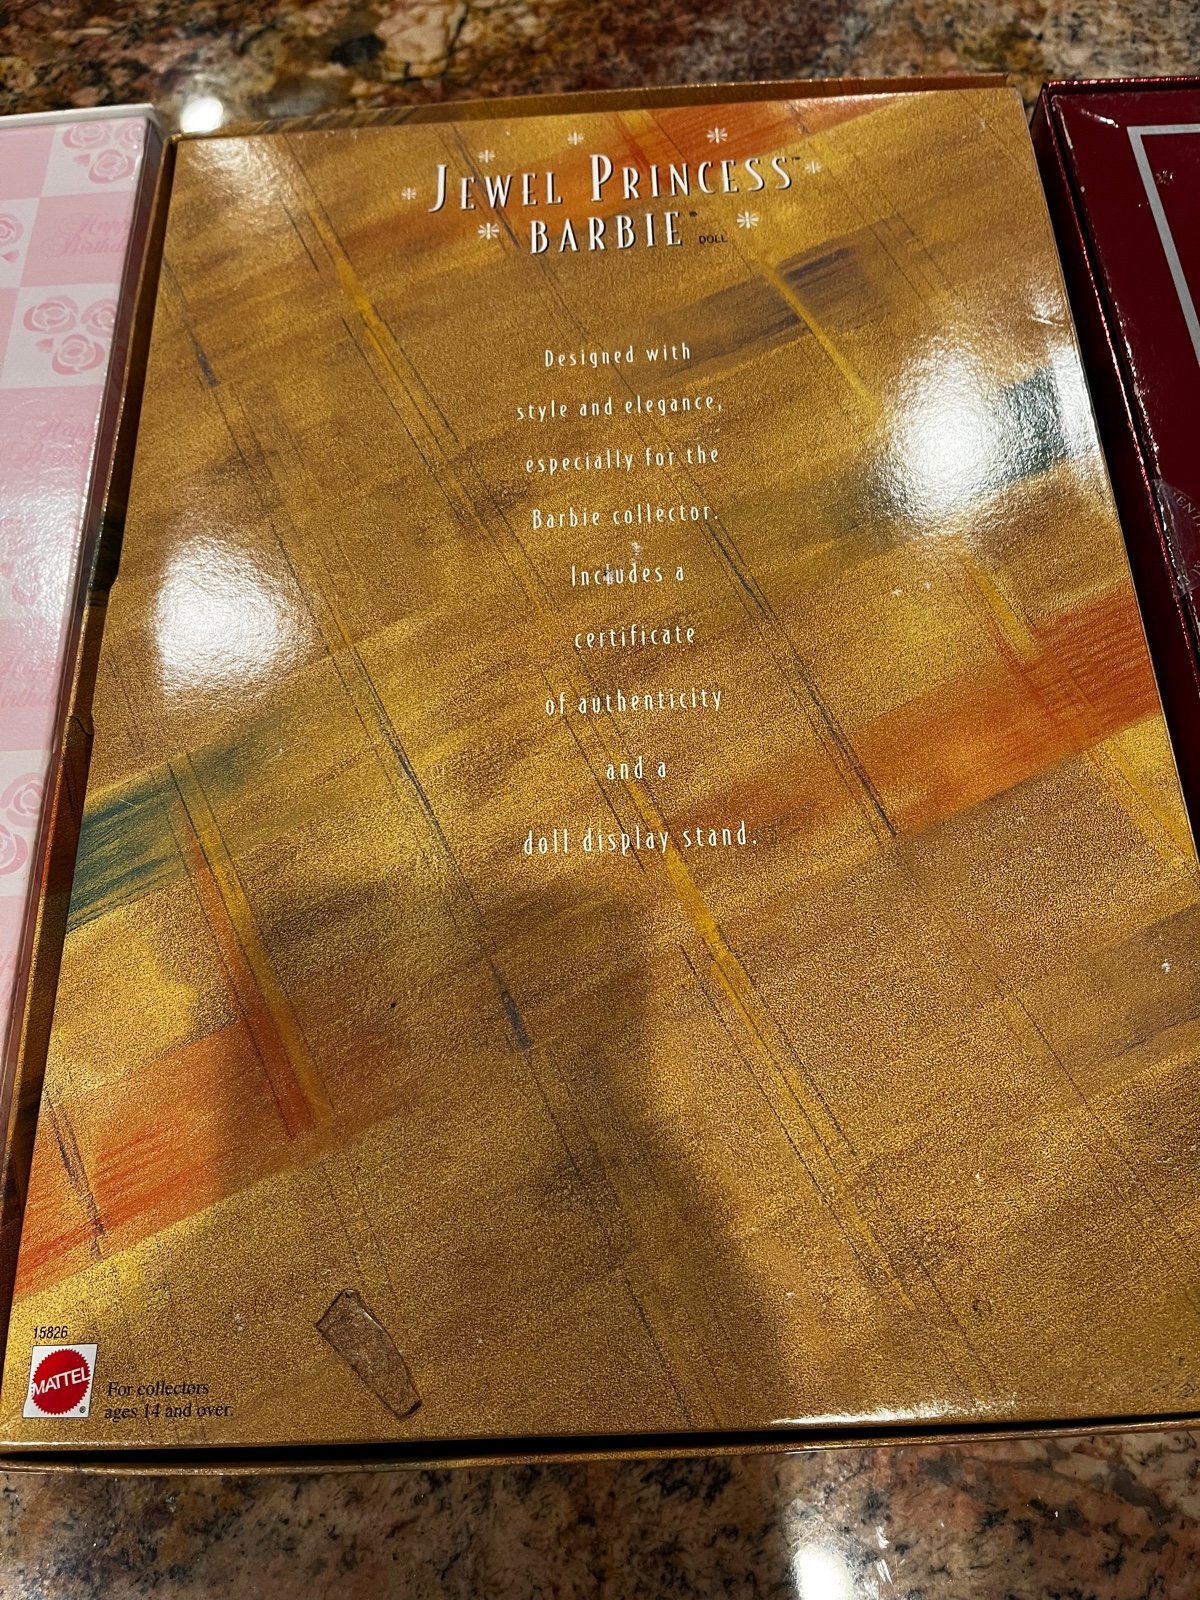 JEWEL PRINCESS™
BARBIE® DOLL
Designed with
style and elegance,
especially for the
Barbie collector.
Includes a
certificate
of authenticity
and a
doll display stand.
15826
MATTEL®
For collectors
ages 14 and over.